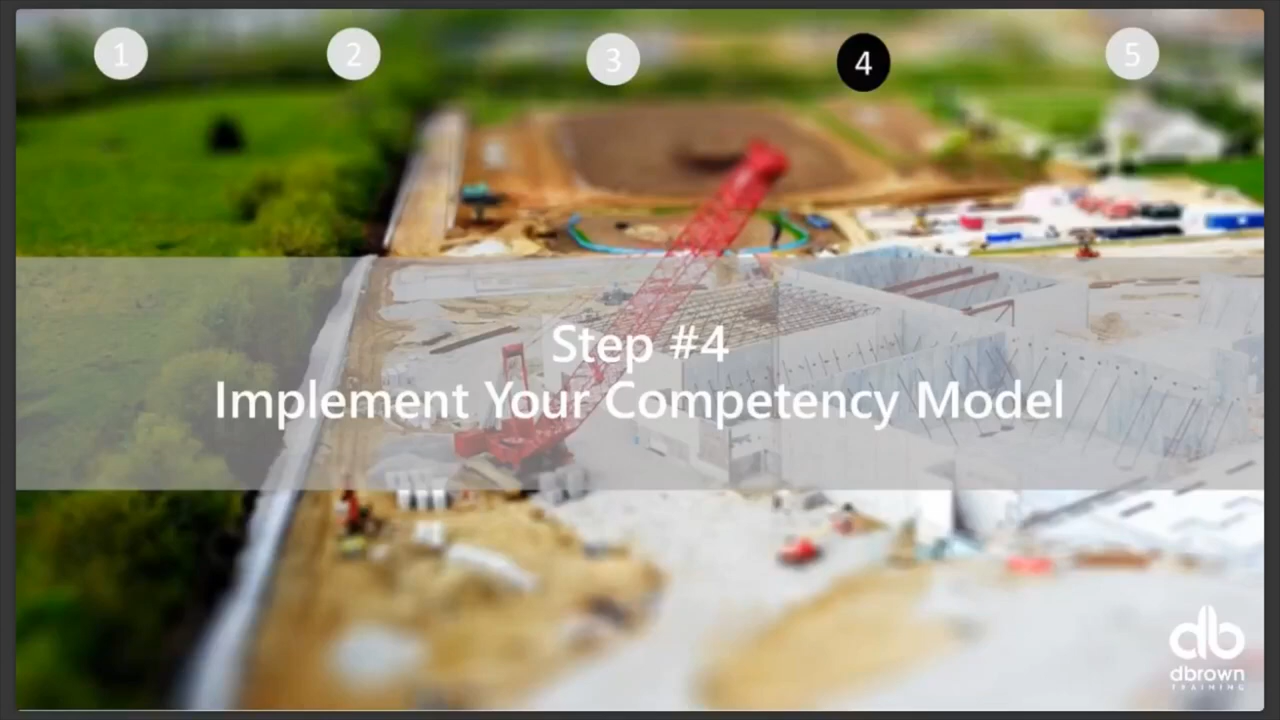 1 2 3 4 5
Step #4
Implement Your Competency Model
db
dbrown
TRAINING